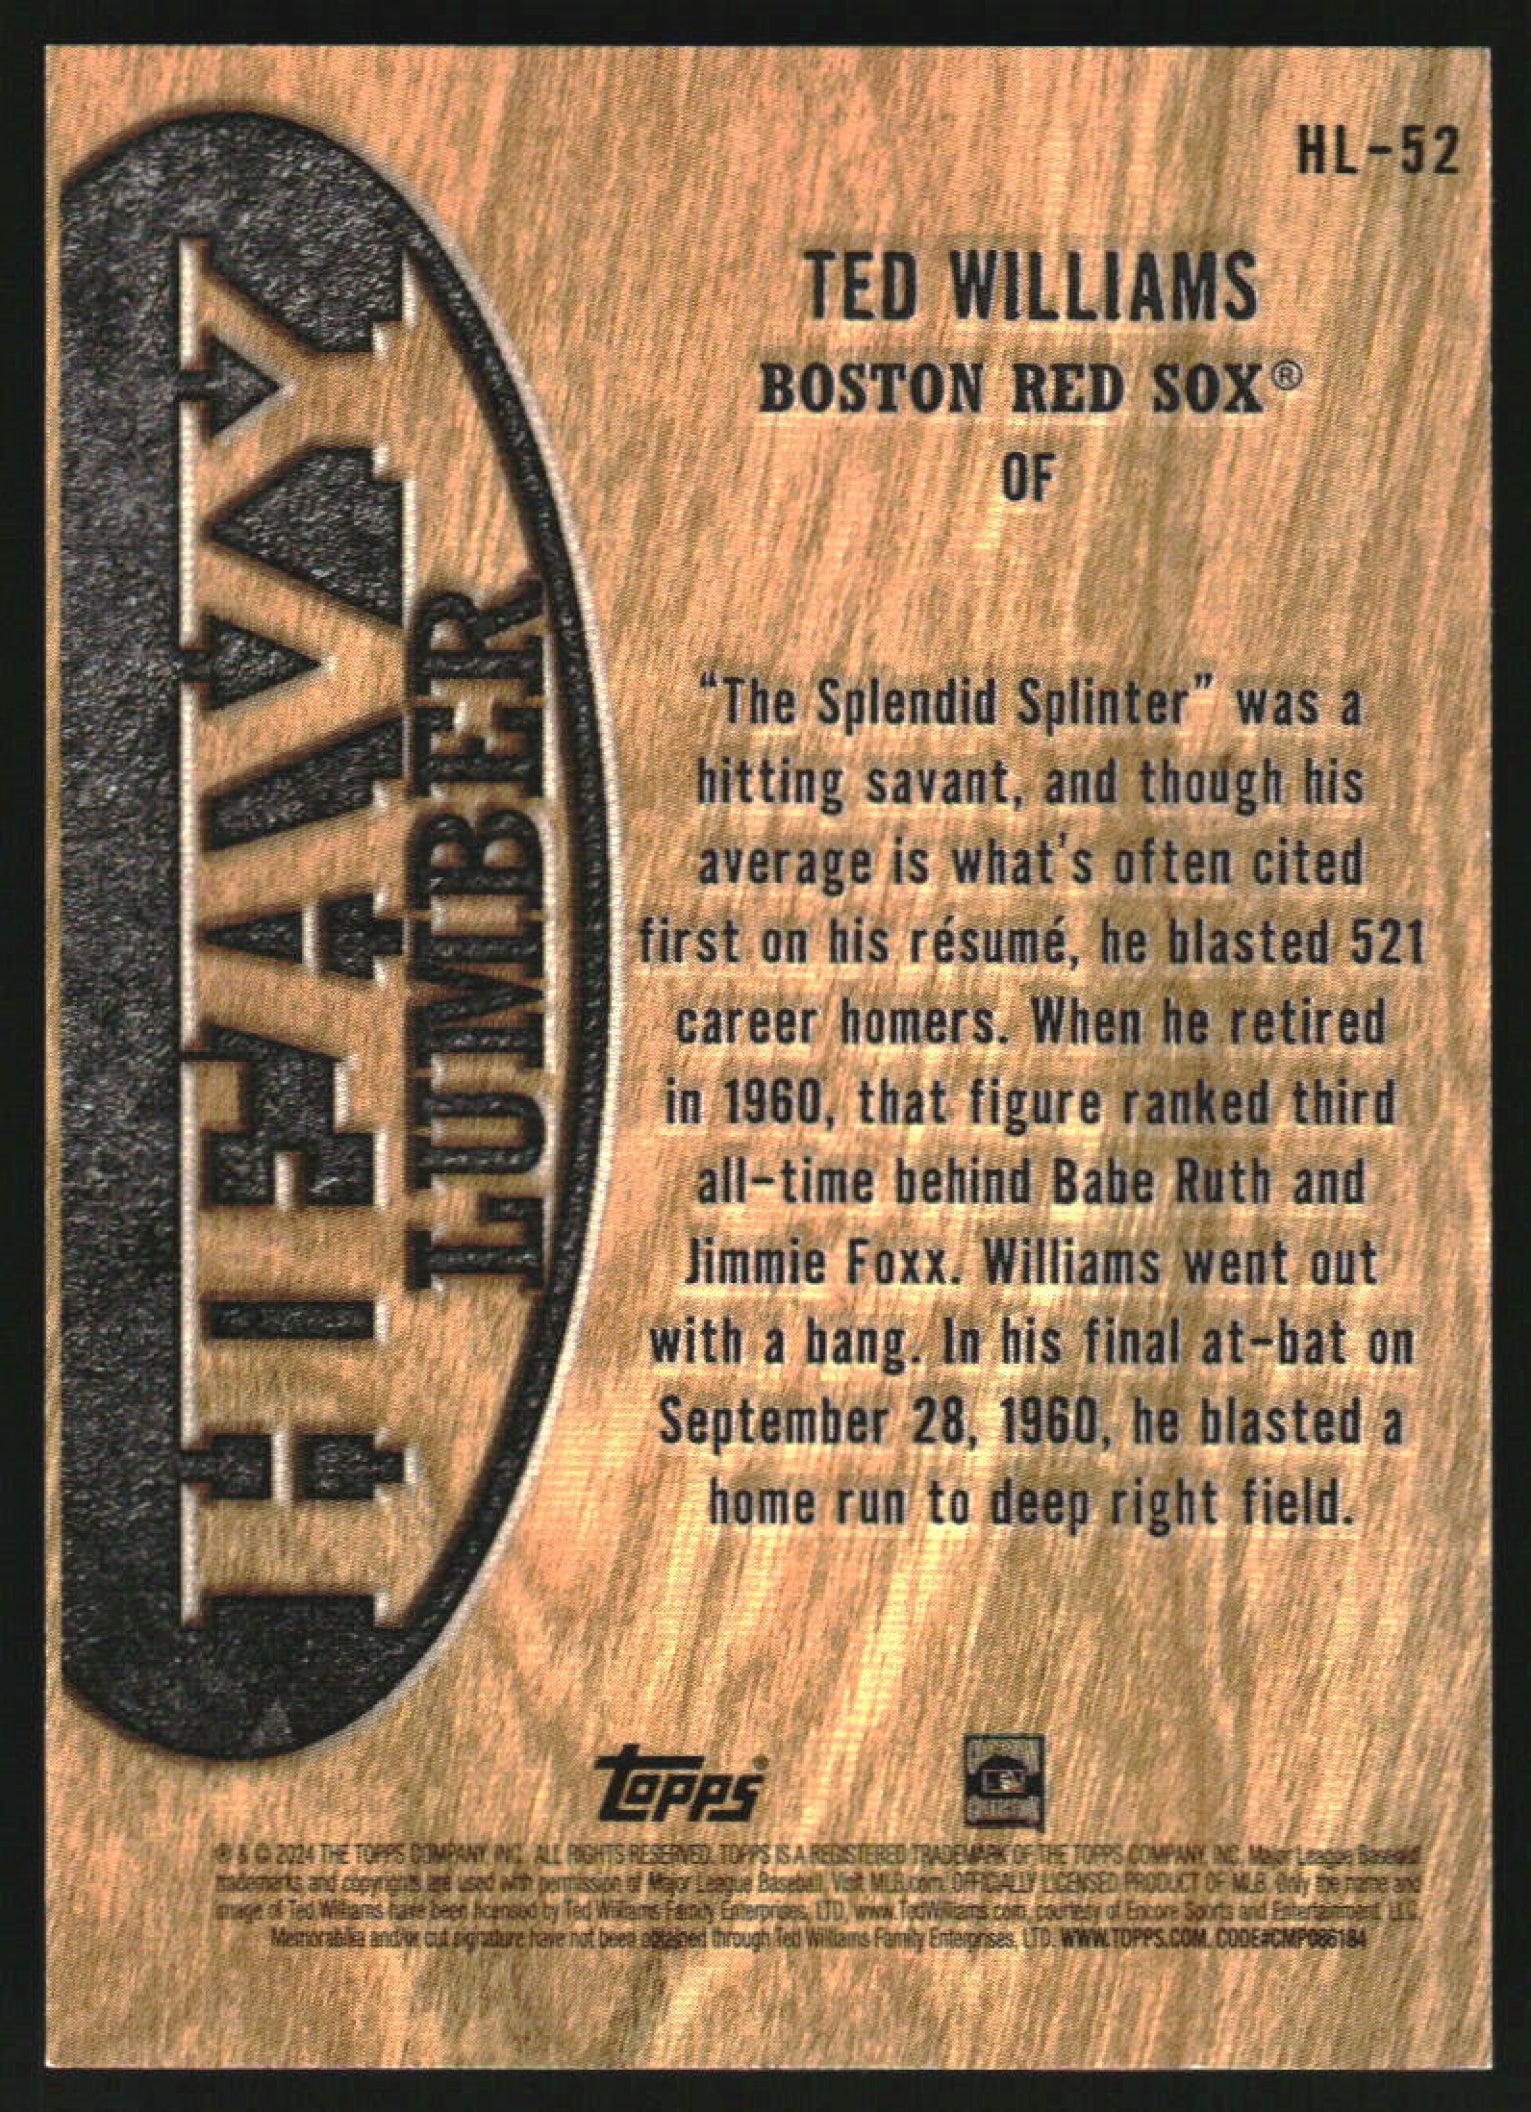 HL-52
TED WILLIAMS
BOSTON RED SOX®
OF
HEAVY
LUMBER
"The Splendid Splinter" was a
hitting savant, and though his
average is what's often cited
first on his résumé, he blasted 521
career homers. When he retired
in 1960, that figure ranked third
all-time behind Babe Ruth and
Jimmie Foxx. Williams went out
with a bang. In his final at-bat on
September 28, 1960, he blasted a
home run to deep right field.
topps®
® & © 2024 THE TOPPS COMPANY, INC. ALL RIGHTS RESERVED. TOPPS IS A REGISTERED TRADEMARK OF THE TOPPS COMPANY, INC. Major League Baseball
trademarks and copyrights are used with permission of Major League Baseball. Visit MLB.com. OFFICIALLY LICENSED PRODUCT OF MLB. Only the name and
image of Ted Williams have been licensed by Ted Williams Family Enterprises, LTD, www.TedWilliams.com, courtesy of Encore Sports and Entertainment, LLC.
Memorabilia and/or cut signature have not been obtained through Ted Williams Family Enterprises, LTD. WWW.TOPPS.COM. CODE#CMP086184